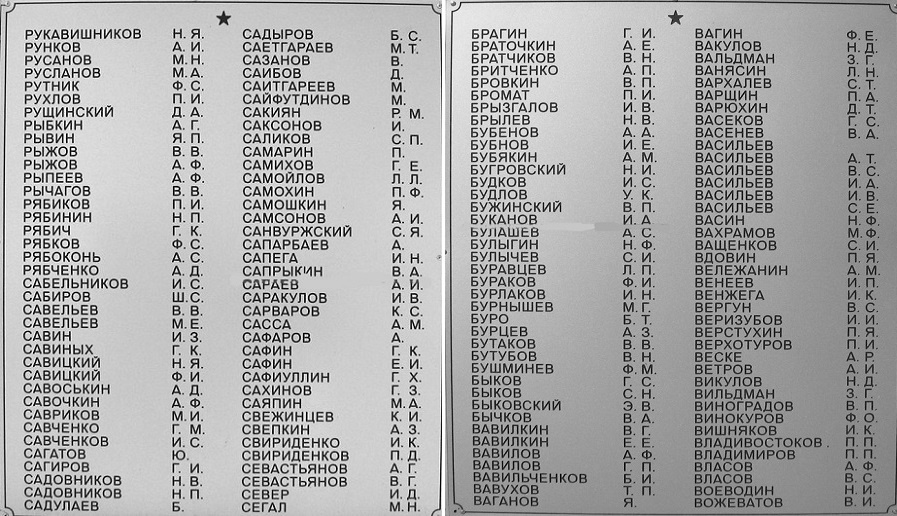 РУКАВИШНИКОВ Н. Я.
РУНКОВ А. И.
РУСАНОВ М. Н.
РУСЛАНОВ М. А.
РУТНИК Ф. С.
РУХЛОВ П. И.
РУЩИНСКИЙ Д. А.
РЫБКИН А. Г.
РЫВИН Я. П.
РЫЖОВ В. В.
РЫЖОВ А. Ф.
РЫПЕЕВ А. Ф.
РЫЧАГОВ В. В.
РЯБИКОВ П. И.
РЯБИНИН Н. П.
РЯБИЧ Г. К.
РЯБКОВ Ф. С.
РЯБОКОНЬ А. С.
РЯБЧЕНКО А. Д.
САБЕЛЬНИКОВ И. С.
САБИРОВ Ш. С.
САВЕЛЬЕВ В. В.
САВЕЛЬЕВ М. Е.
САВИН И. З.
САВИНЫХ Г. К.
САВИЦКИЙ Н. Я.
САВИЦКИЙ Ф. И.
САВОСЬКИН А. Д.
САВОЧКИН А. Ф.
САВРИКОВ М. И.
САВЧЕНКО Г. М.
САВЧЕНКОВ И. С.
САГАТОВ Ю.
САГИРОВ Г. И.
САДОВНИКОВ Н. В.
САДОВНИКОВ Н. П.
САДУЛАЕВ Б.
САДЫРОВ Б. С.
САЕТГАРАЕВ М. Т.
САЗАНОВ В.
САИБОВ Д.
САИТГАРЕЕВ М.
САЙФУТДИНОВ М.
САКИЯН Р. М.
САКСОНОВ И.
САЛИКОВ С. П.
САМАРИН П.
САМИХОВ Г. Е.
САМОЙЛОВ Л. Л.
САМОХИН П. Ф.
САМОШКИН Я.
САМСОНОВ А. И.
САНВУРЖСКИЙ С. Я.
САПАРБАЕВ А.
САПЕГА И. Н.
САПРЫКИН В. А.
САРАЕВ А. И.
САРАКУЛОВ И. В.
САРВАРОВ К. С.
САССА А. М.
САФАРОВ А.
САФИН Г. К.
САФИН Е. И.
САФИУЛЛИН Г. Х.
САХИНОВ Г. З.
САЯПИН М. А.
СВЕЖИНЦЕВ К. И.
СВЕПКИН А. З.
СВИРИДЕНКО И. К.
СВИРИДЕНКОВ П. Д.
СЕВАСТЬЯНОВ А. Г.
СЕВАСТЬЯНОВ В. Г.
СЕВЕР И. Д.
СЕГАЛ М. Н.
БРАГИН Г. И.
БРАТОЧКИН А. Е.
БРАТЧИКОВ В. Н.
БРИТЧЕНКО А. П.
БРОВКИН В. П.
БРОМАТ П. И.
БРЫЗГАЛОВ И. В.
БРЫЛЕВ Н. В.
БУБЕНОВ А. А.
БУБНОВ И. Е.
БУБЯКИН А. М.
БУГРОВСКИЙ Н. И.
БУДКОВ И. С.
БУДЛОВ У. К.
БУЖИНСКИЙ В. П.
БУКАНОВ И. А
БУЛАШЕВ А. С.
БУЛЫГИН Н. Ф.
БУЛЫЧЕВ С. И.
БУРАВЦЕВ Л. П.
БУРАКОВ Ф. И.
БУРЛАКОВ И. Н.
БУРНЫШЕВ М. Г.
БУРО Б. Т.
БУРЦЕВ А. З.
БУТАКОВ В. В.
БУТУБОВ В. Н.
БУШМИНЕВ Ф. М.
БЫКОВ Г. С.
БЫКОВ С. Н.
БЫКОВСКИЙ Э. В.
БЫЧКОВ В. А.
ВАВИЛКИН В. Г.
ВАВИЛКИН Е. Е.
ВАВИЛОВ А. Ф.
ВАВИЛОВ Г. П.
ВАВИЛЬЧЕНКОВ Б. И.
ВАВУХОВ Т. П.
ВАГАНОВ Я.
ВАГИН Ф. Е.
ВАКУЛОВ Н. Д.
ВАЛЬДМАН З. Г.
ВАНЯСИН Л. Н.
ВАРХАЛЕВ С. Т.
ВАРЩИН П. А.
ВАРЮХИН Д. Т.
ВАСЕКОВ Г. С.
ВАСЕНЕВ В. А.
ВАСИЛЬЕВ
ВАСИЛЬЕВ А. Т.
ВАСИЛЬЕВ В. С.
ВАСИЛЬЕВ И. А.
ВАСИЛЬЕВ И. В.
ВАСИЛЬЕВ С. Е.
ВАСИН Н. Ф.
ВАХРАМОВ М. Ф.
ВАЩЕНКОВ С. И.
ВДОВИН П. Я.
ВЕЛЕЖАНИН А. М.
ВЕНЕЕВ И. П.
ВЕНЖЕГА И. К.
ВЕРГУН В. С.
ВЕРИЗУБОВ И. И.
ВЕРСТУХИН П. Я.
ВЕРХОТУРОВ П. И.
ВЕСКЕ А. Р.
ВЕТРОВ А. И.
ВИКУЛОВ Н. Д.
ВИЛЬДМАН З. Г.
ВИНОГРАДОВ В. П.
ВИНОКУРОВ Ф. О.
ВИШНЯКОВ И. К.
ВЛАДИВОСТОКОВ. П. П.
ВЛАДИМИРОВ П. П.
ВЛАСОВ А. Ф.
ВЛАСОВ В. С.
ВОЕВОДИН Н. И.
ВОЖЕВАТОВ В. И.